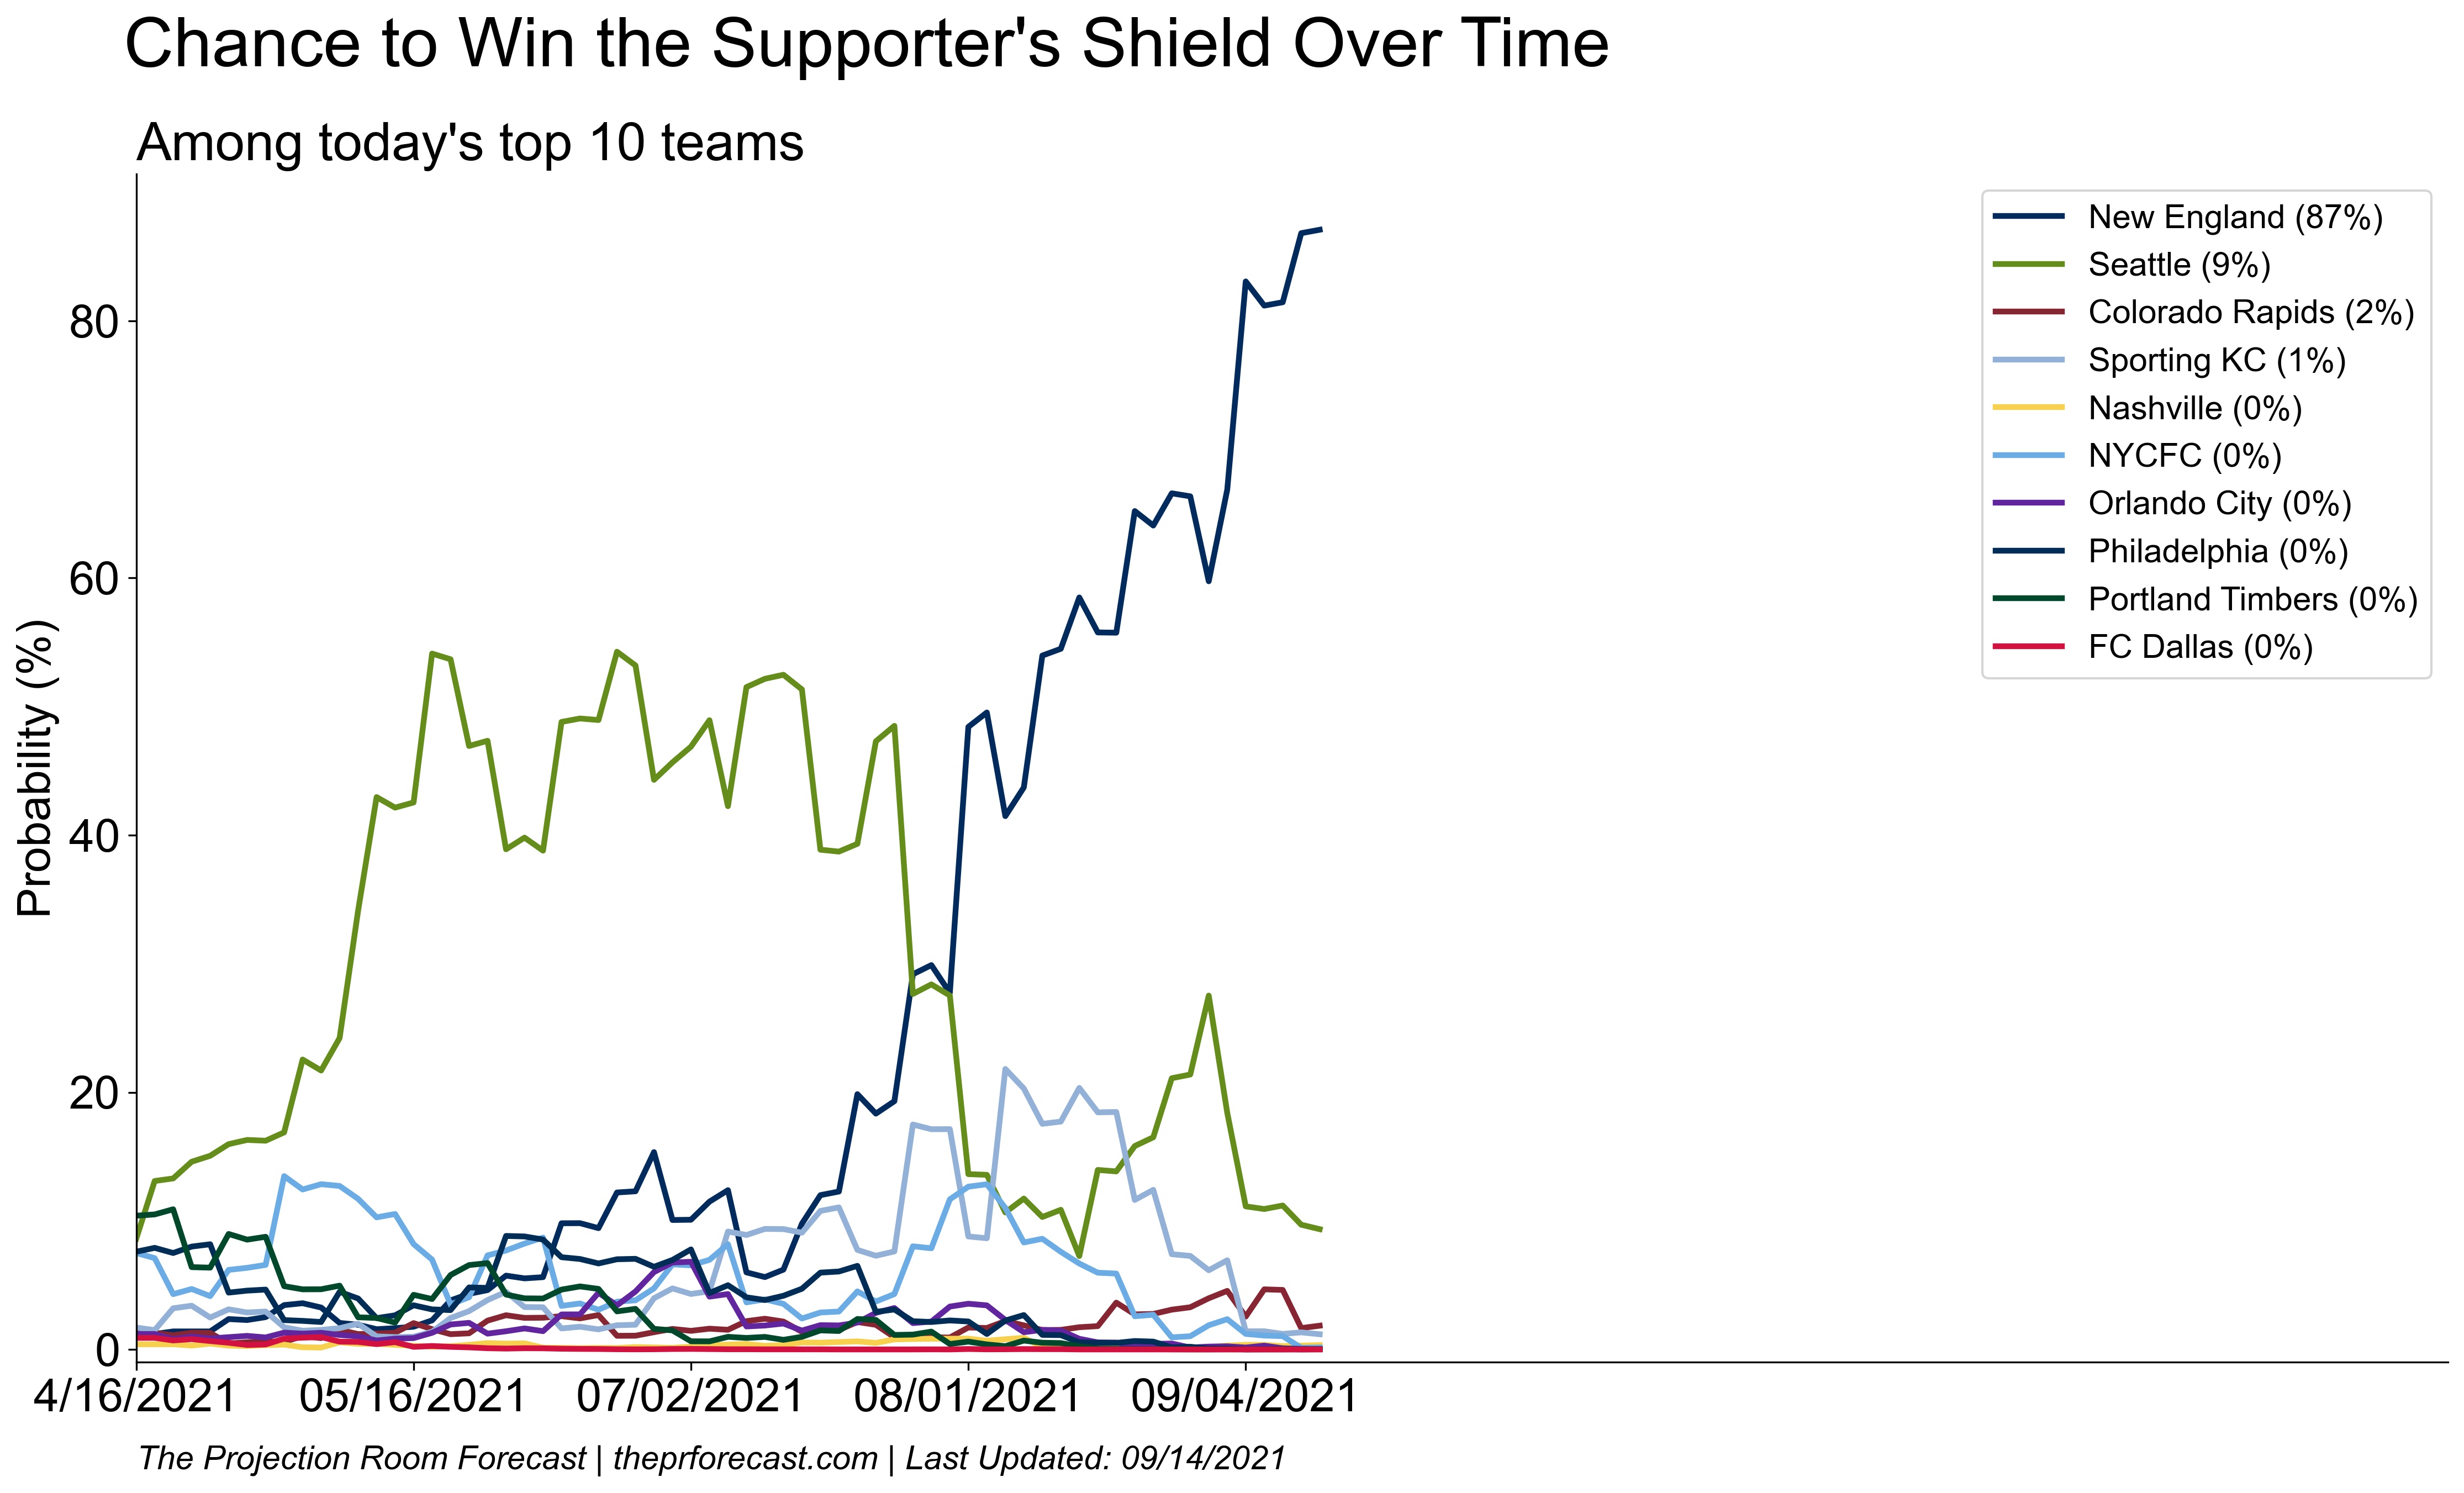 Chance to Win the Supporter's Shield Over Time
Among today's top 10 teams
New England (87%)
Seattle (9%)
Colorado Rapids (2%)
Sporting KC (1%)
Nashville (0%)
NYCFC (0%)
Orlando City (0%)
Philadelphia (0%)
Portland Timbers (0%)
FC Dallas (0%)
Probability (%)
80
60
40
20
0
4/16/2021 05/16/2021 07/02/2021 08/01/2021 09/04/2021
The Projection Room Forecast | theprforecast.com | Last Updated: 09/14/2021